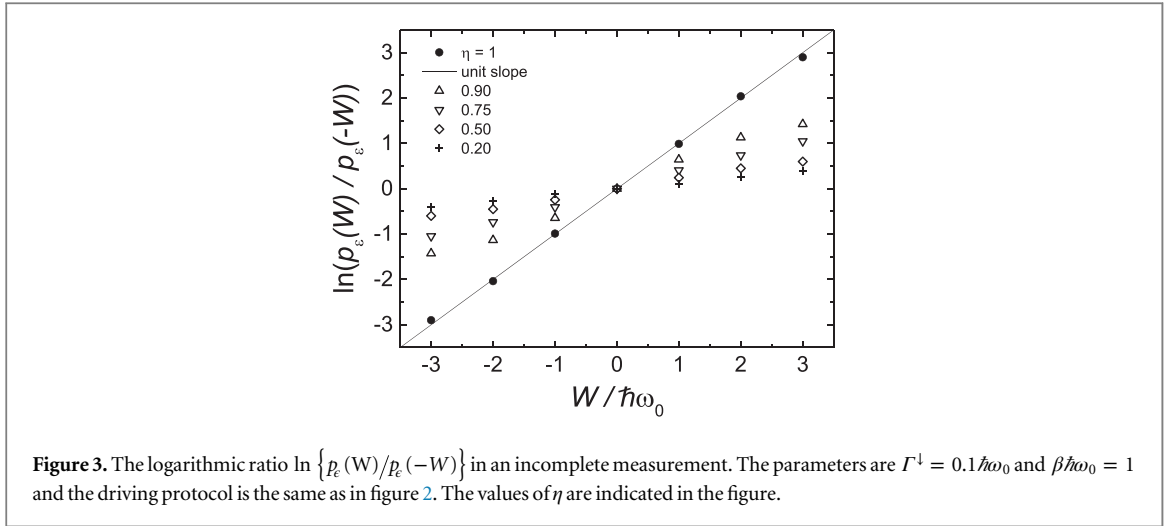 3
2
1
0
-1
-2
-3
ln(pε(W) / pε(-W))
η = 1
unit slope
0.90
0.75
0.50
0.20
-3 -2 -1 0 1 2 3
W / ħω0
Figure 3. The logarithmic ratio ln {pϵ(W)/pϵ(−W)} in an incomplete measurement. The parameters are Γ↓ = 0.1ħω0 and βħω0 = 1
and the driving protocol is the same as in figure 2. The values of η are indicated in the figure.